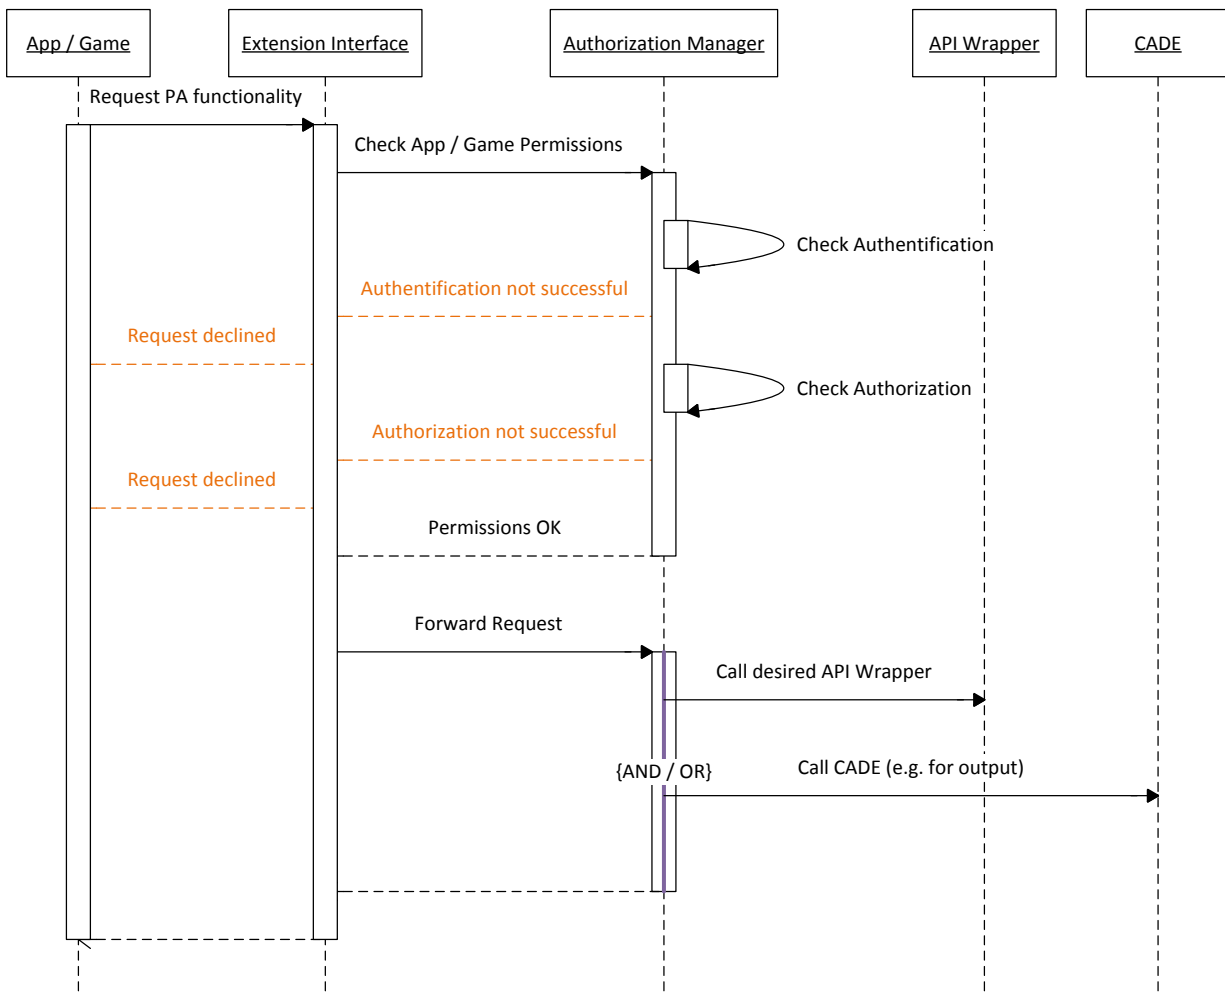 App / Game
Extension Interface
Authorization Manager
API Wrapper
CADE
Request PA functionality
Check App / Game Permissions
Check Authentification
Authentification not successful
Request declined
Check Authorization
Authorization not successful
Request declined
Permissions OK
Forward Request
Call desired API Wrapper
{AND / OR}
Call CADE (e.g. for output)